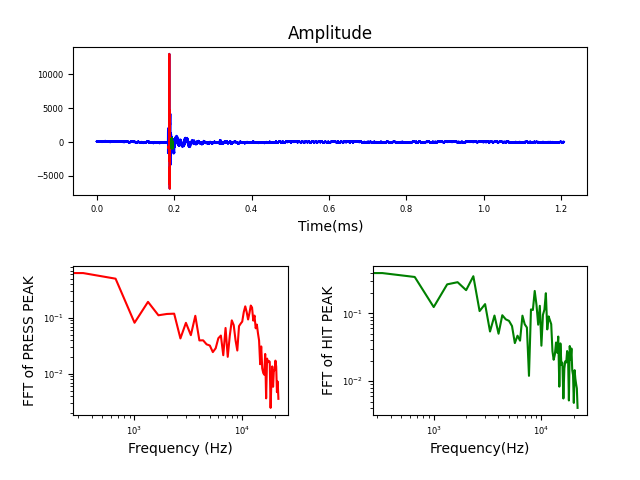 Amplitude
10000
5000
0
−5000
0.0 0.2 0.4 0.6 0.8 1.0 1.2
Time(ms)
FFT of PRESS PEAK
10⁻¹
10⁻²
10³ 10⁴
Frequency (Hz)
FFT of HIT PEAK
10⁻¹
10⁻²
10³ 10⁴
Frequency(Hz)